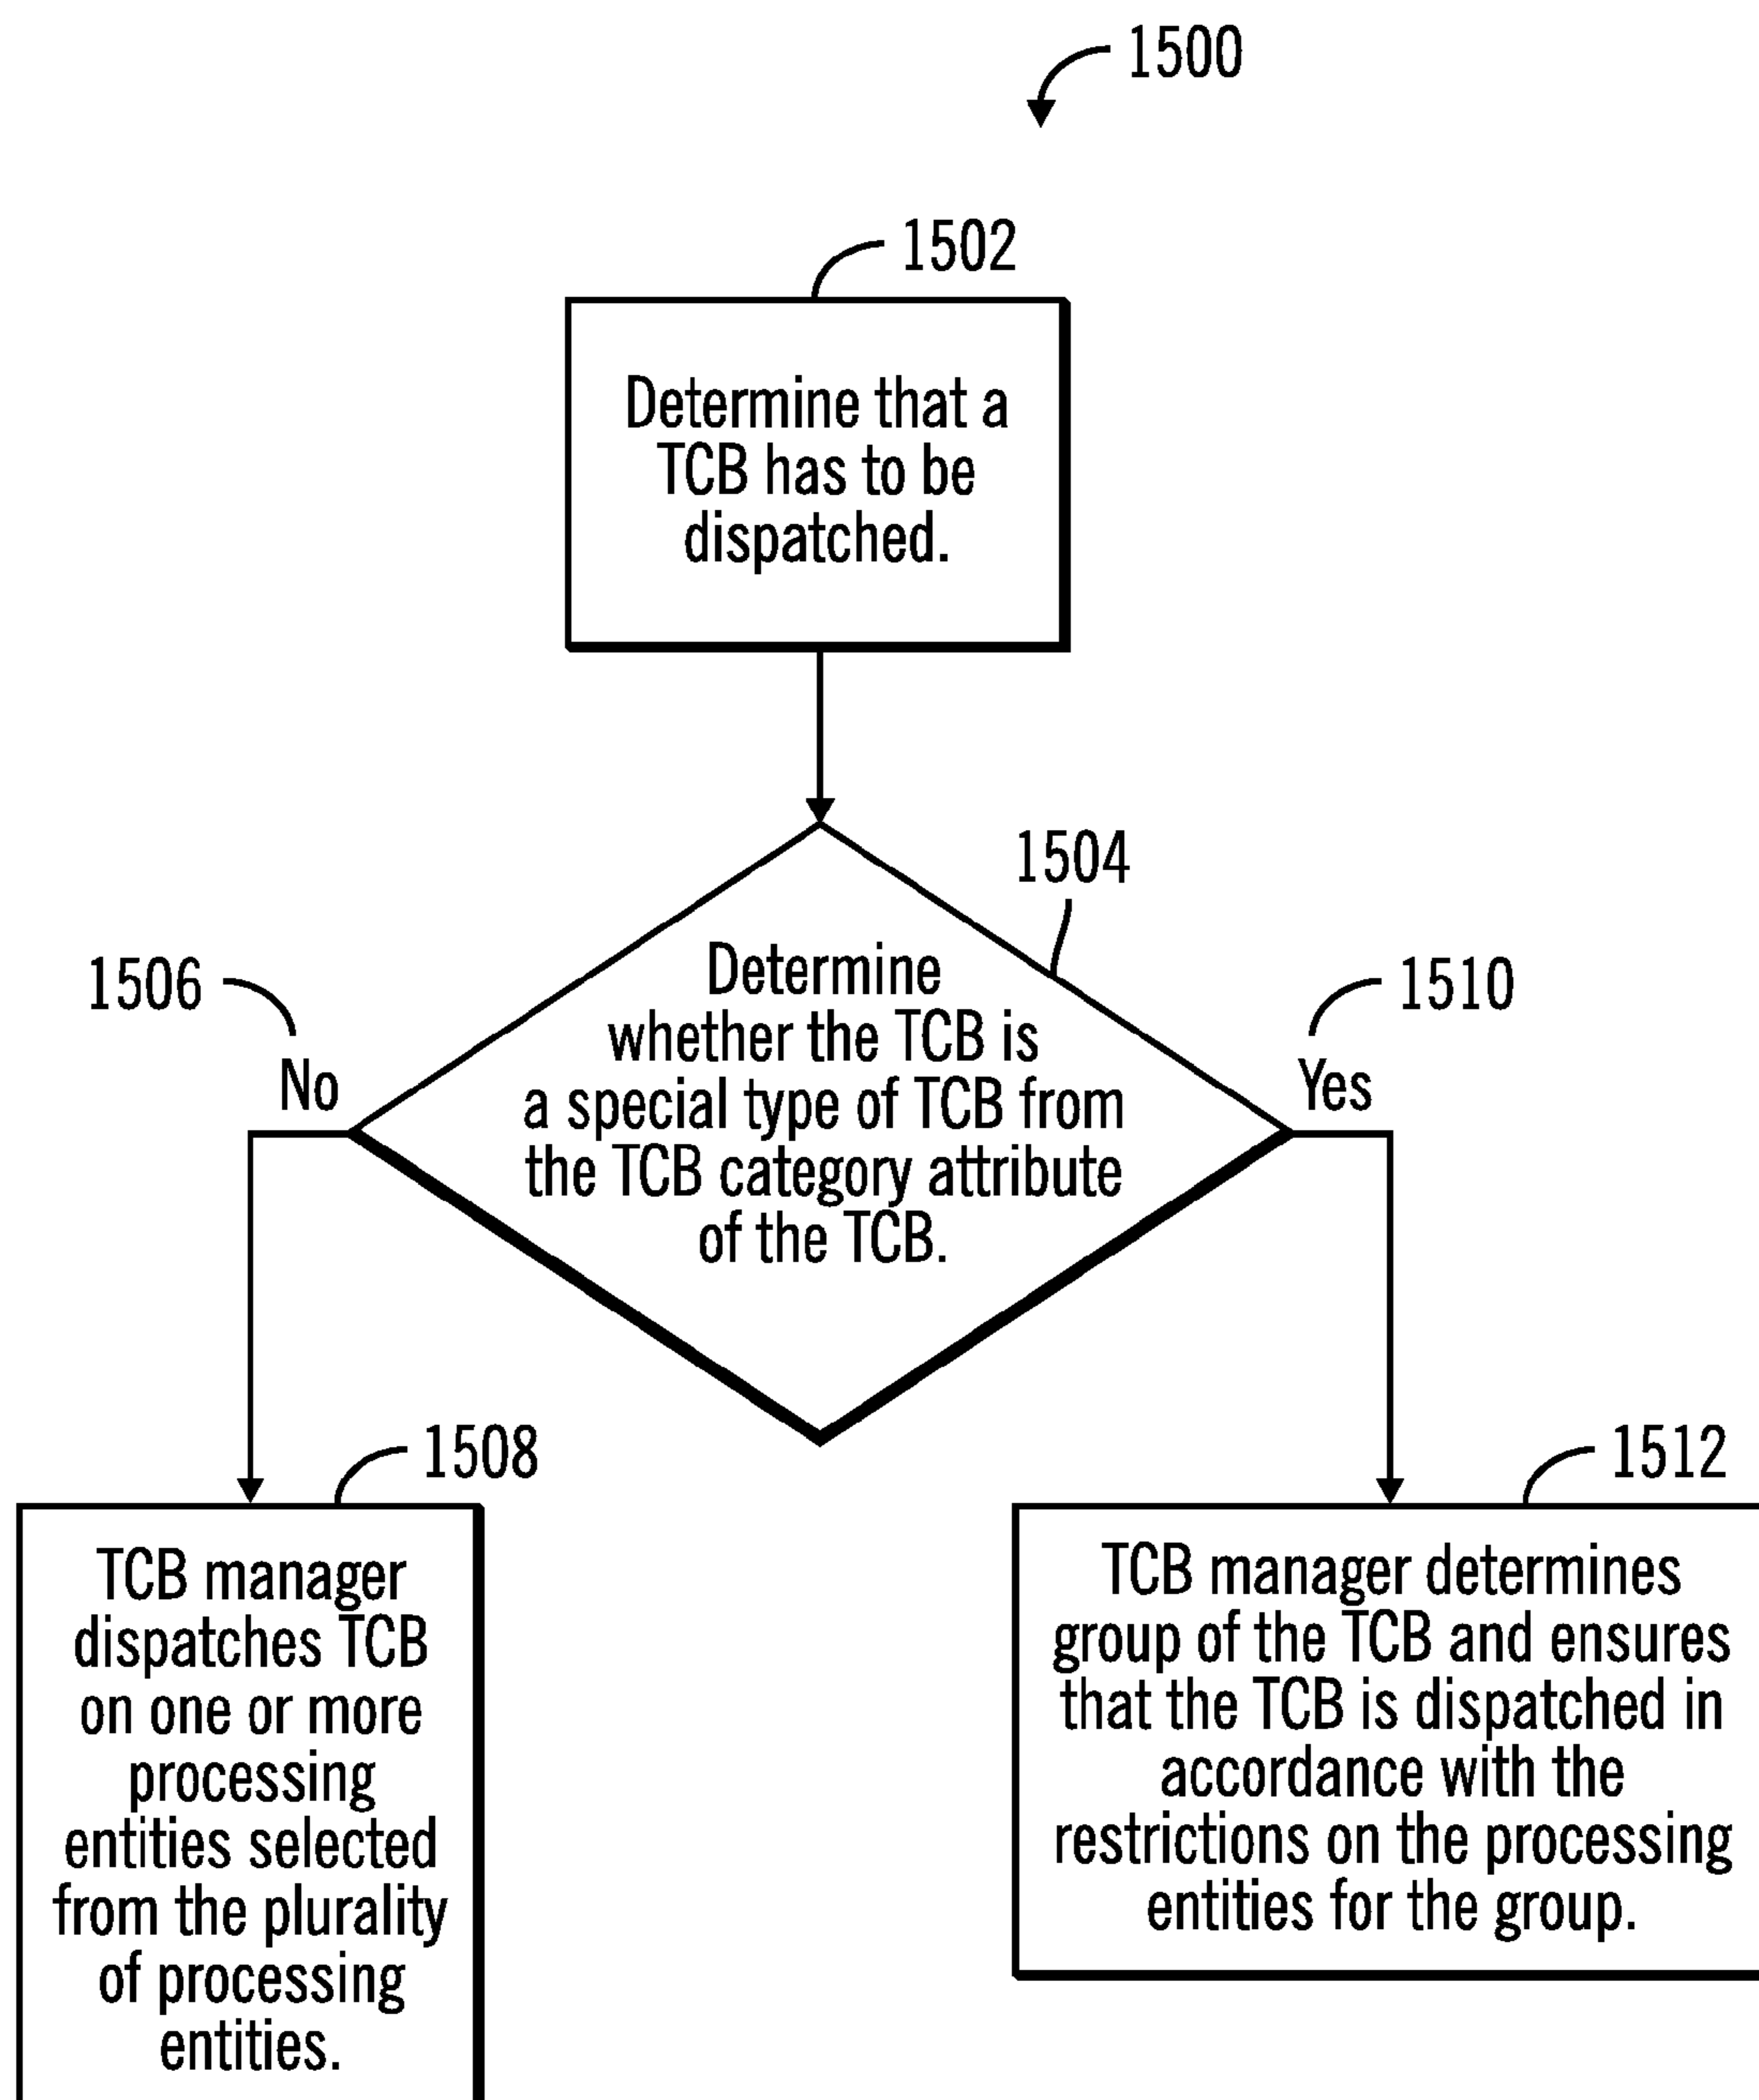 1500
1502
Determine that a
TCB has to be
dispatched.
1504
1506
1510
No
Yes
Determine
whether the TCB is
a special type of TCB from
the TCB category attribute
of the TCB.
1508
TCB manager
dispatches TCB
on one or more
processing
entities selected
from the plurality
of processing
entities.
1512
TCB manager determines
group of the TCB and ensures
that the TCB is dispatched in
accordance with the
restrictions on the processing
entities for the group.